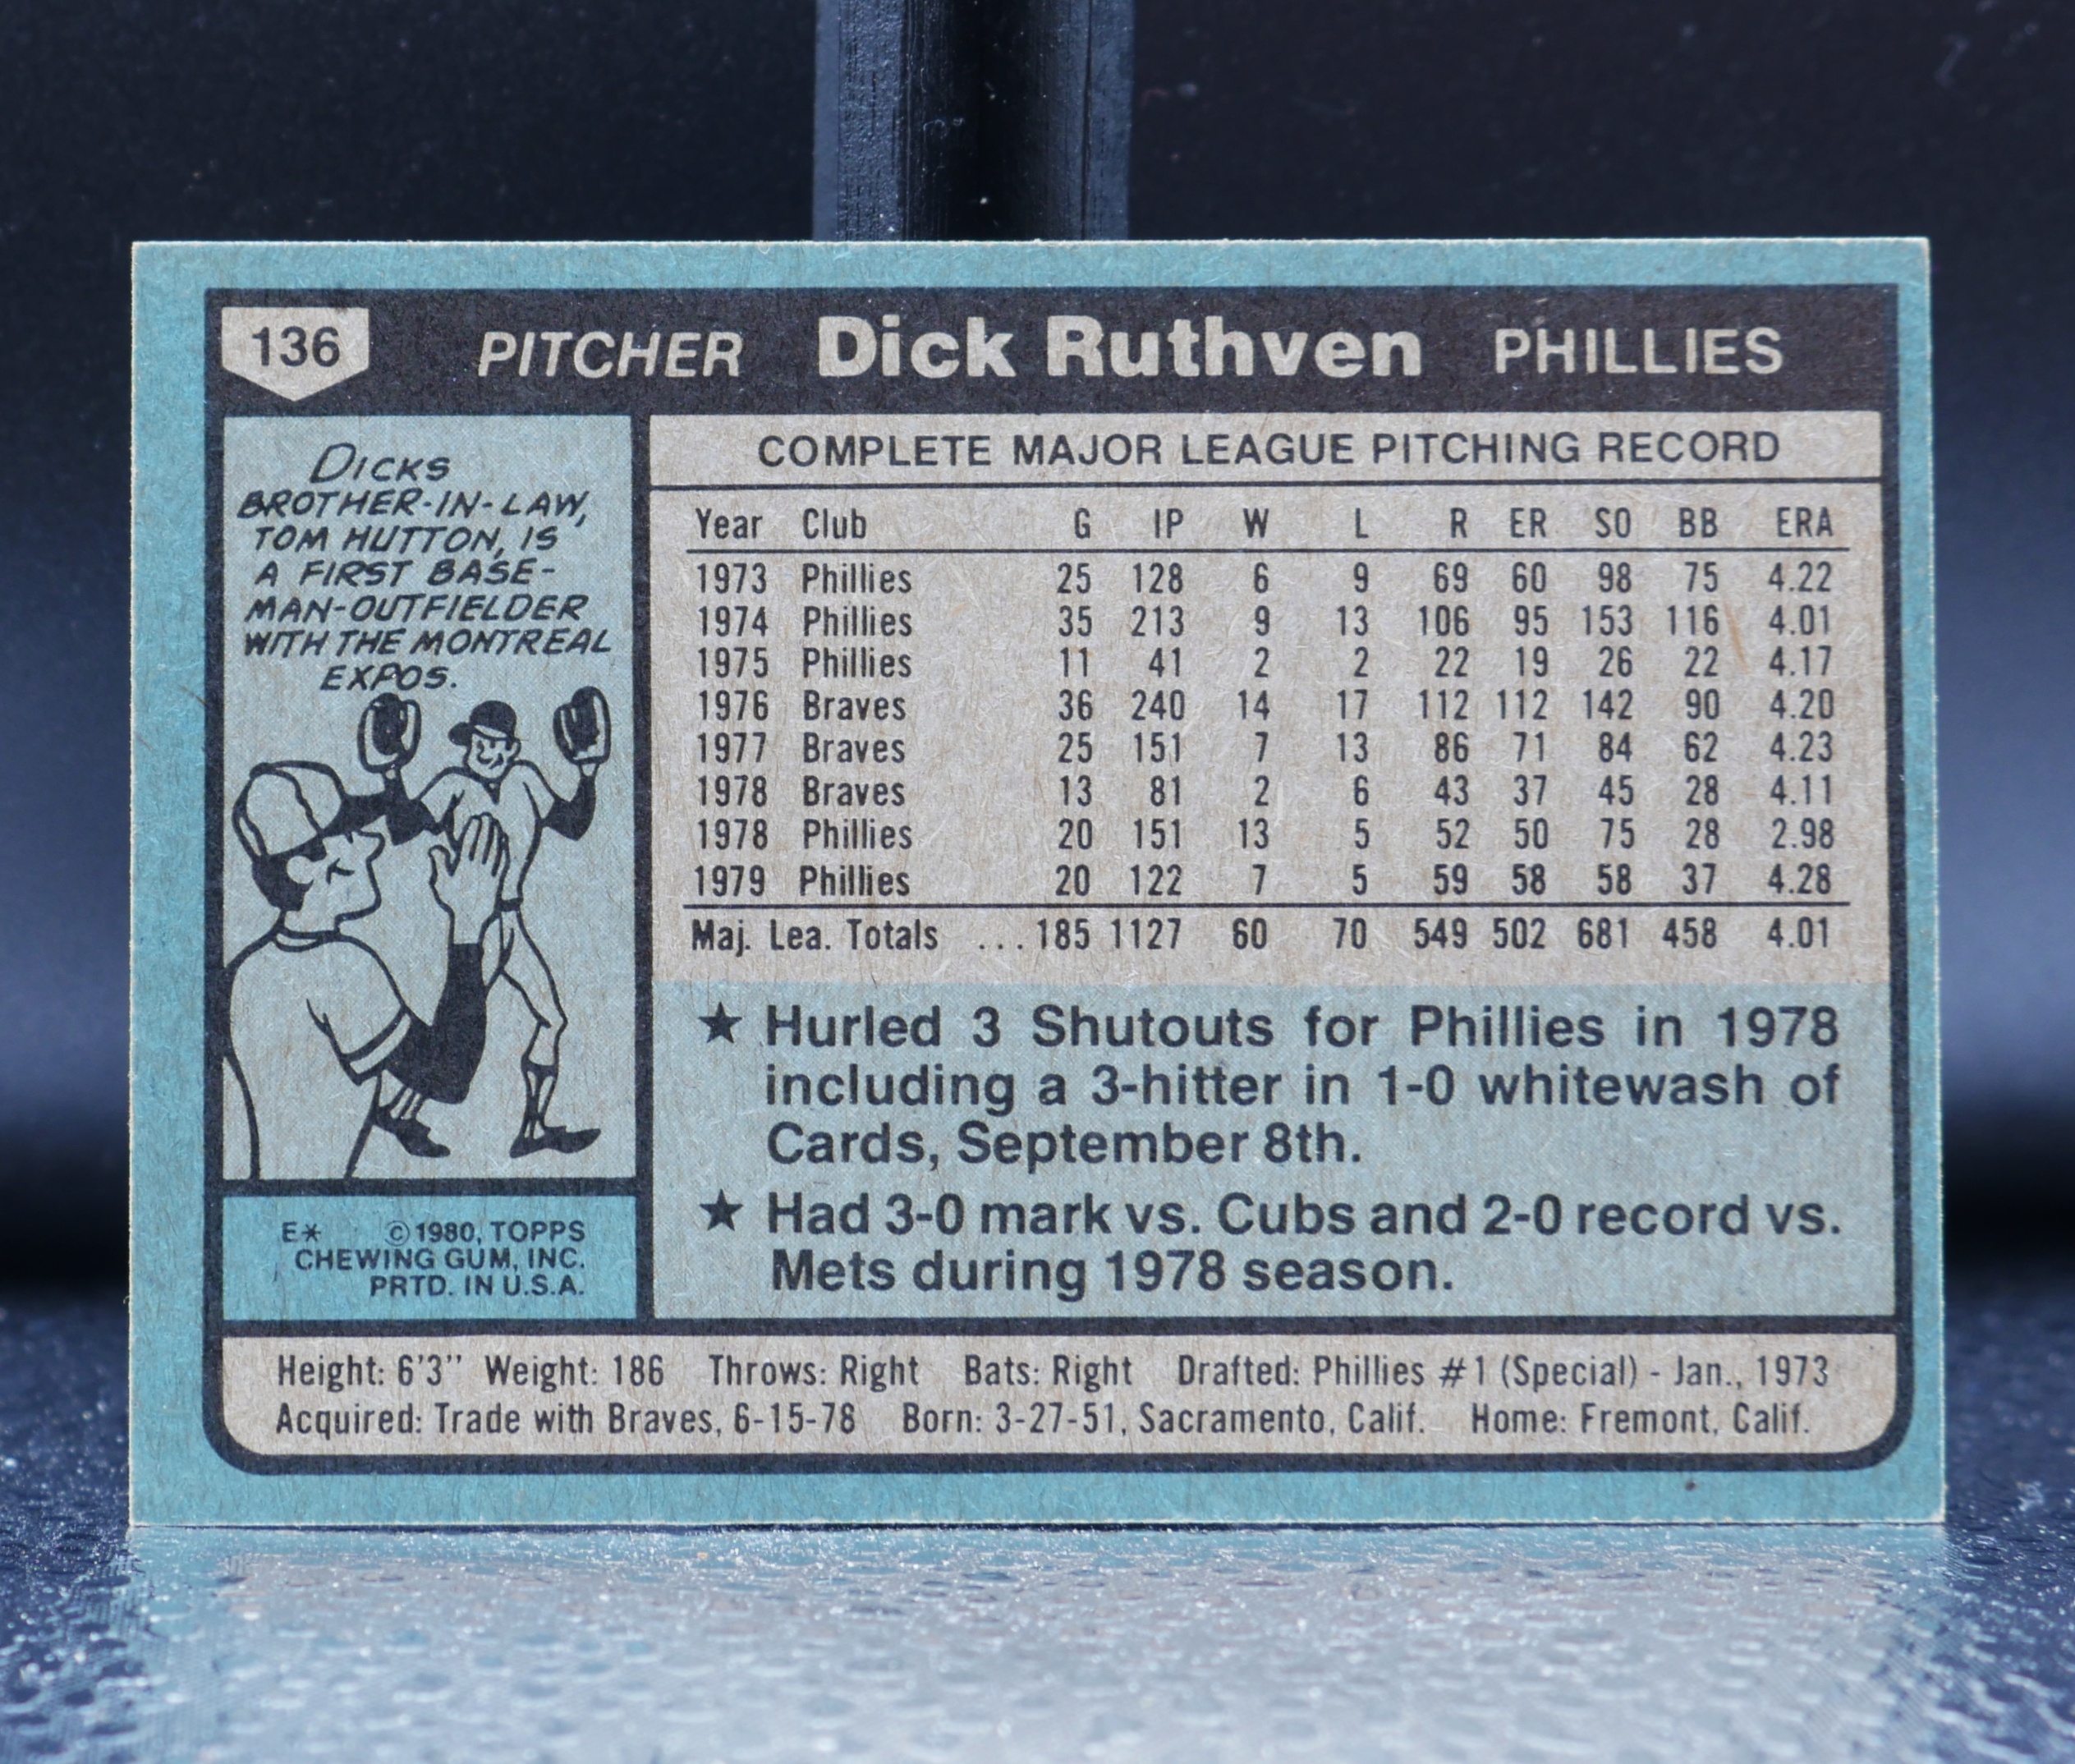 136 PITCHER Dick Ruthven PHILLIES
DICKS
BROTHER-IN-LAW,
TOM HUTTON, IS
A FIRST BASE-
MAN-OUTFIELDER
WITH THE MONTREAL
EXPOS.
E* ©1980, TOPPS
CHEWING GUM, INC.
PRTD. IN U.S.A.
COMPLETE MAJOR LEAGUE PITCHING RECORD
Year Club G IP W L R ER SO BB ERA
1973 Phillies 25 128 6 9 69 60 98 75 4.22
1974 Phillies 35 213 9 13 106 95 153 116 4.01
1975 Phillies 11 41 2 2 22 19 26 22 4.17
1976 Braves 36 240 14 17 112 112 142 90 4.20
1977 Braves 25 151 7 13 86 71 84 62 4.23
1978 Braves 13 81 2 6 43 37 45 28 4.11
1978 Phillies 20 151 13 5 52 50 75 28 2.98
1979 Phillies 20 122 7 5 59 58 58 37 4.28
Maj. Lea. Totals ...185 1127 60 70 549 502 681 458 4.01
★ Hurled 3 Shutouts for Phillies in 1978
including a 3-hitter in 1-0 whitewash of
Cards, September 8th.
★ Had 3-0 mark vs. Cubs and 2-0 record vs.
Mets during 1978 season.
Height: 6'3" Weight: 186 Throws: Right Bats: Right Drafted: Phillies #1 (Special) - Jan., 1973
Acquired: Trade with Braves, 6-15-78 Born: 3-27-51, Sacramento, Calif. Home: Fremont, Calif.